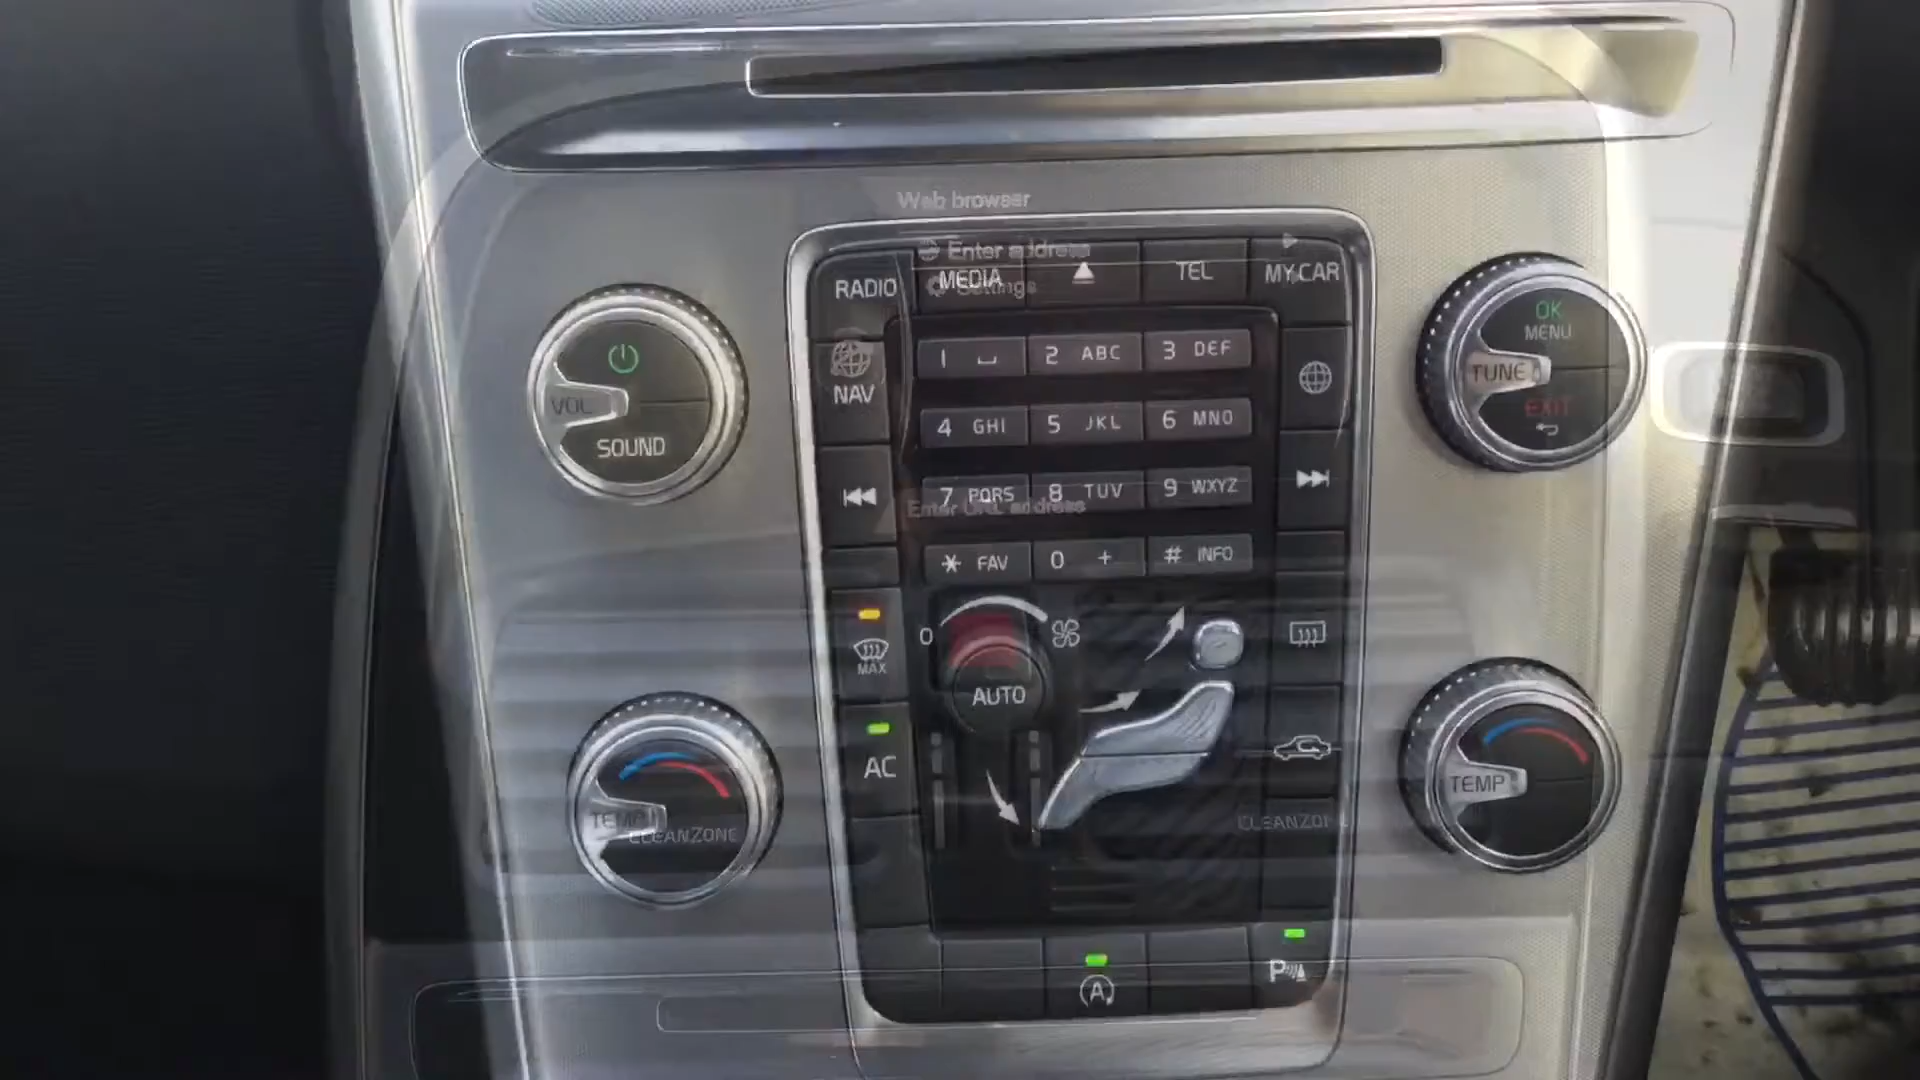 Web browser
Enter address
Settings
RADIO
MEDIA
TEL
MY CAR
OK
MENU
TUNE
EXIT
VOL
SOUND
NAV
1
2 ABC
3 DEF
4 GHI
5 JKL
6 MNO
7 PQRS
8 TUV
9 WXYZ
Enter URL address
* FAV
0 +
# INFO
0
MAX
AUTO
AC
TEMP
CLEANZONE
TEMP
CLEANZONE
A
P